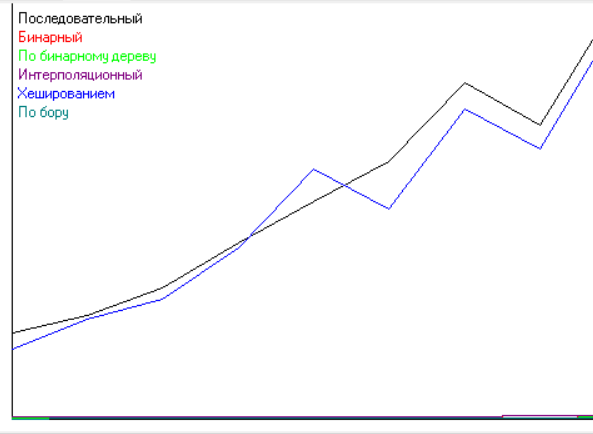 Последовательный
Бинарный
По бинарному дереву
Интерполяционный
Хешированием
По бору